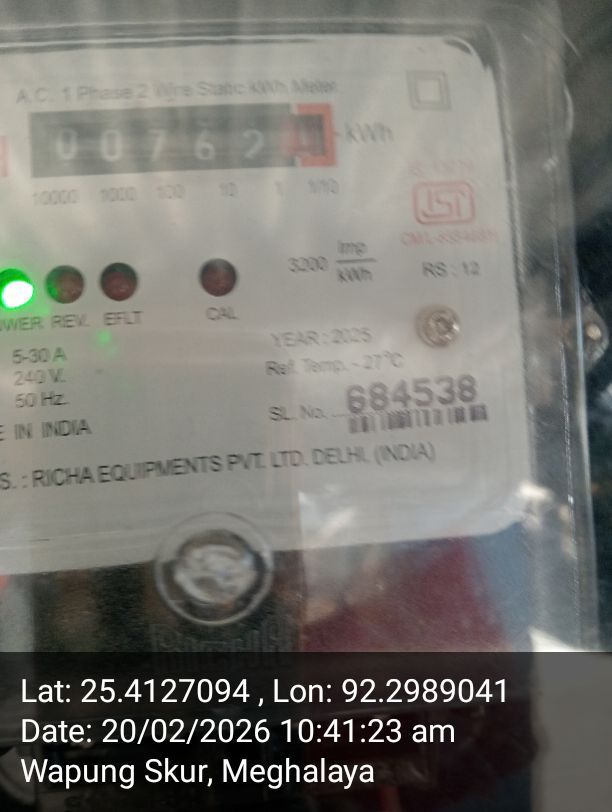 A.C. 1 Phase 2 Wire Static kWh Meter
0 0 7 6 2 kWh
10000 1000 100 10 1 1/10
ISI
3200 Imp/kWh
RS : 12
WER REV. EFLT CAL
5-30 A
240 V.
50 Hz.
YEAR : 2025
Ref. Temp. - 27°C
SL. No. ... 684538
E IN INDIA
S. : RICHA EQUIPMENTS PVT. LTD. DELHI. (INDIA)
Lat: 25.4127094 , Lon: 92.2989041
Date: 20/02/2026 10:41:23 am
Wapung Skur, Meghalaya